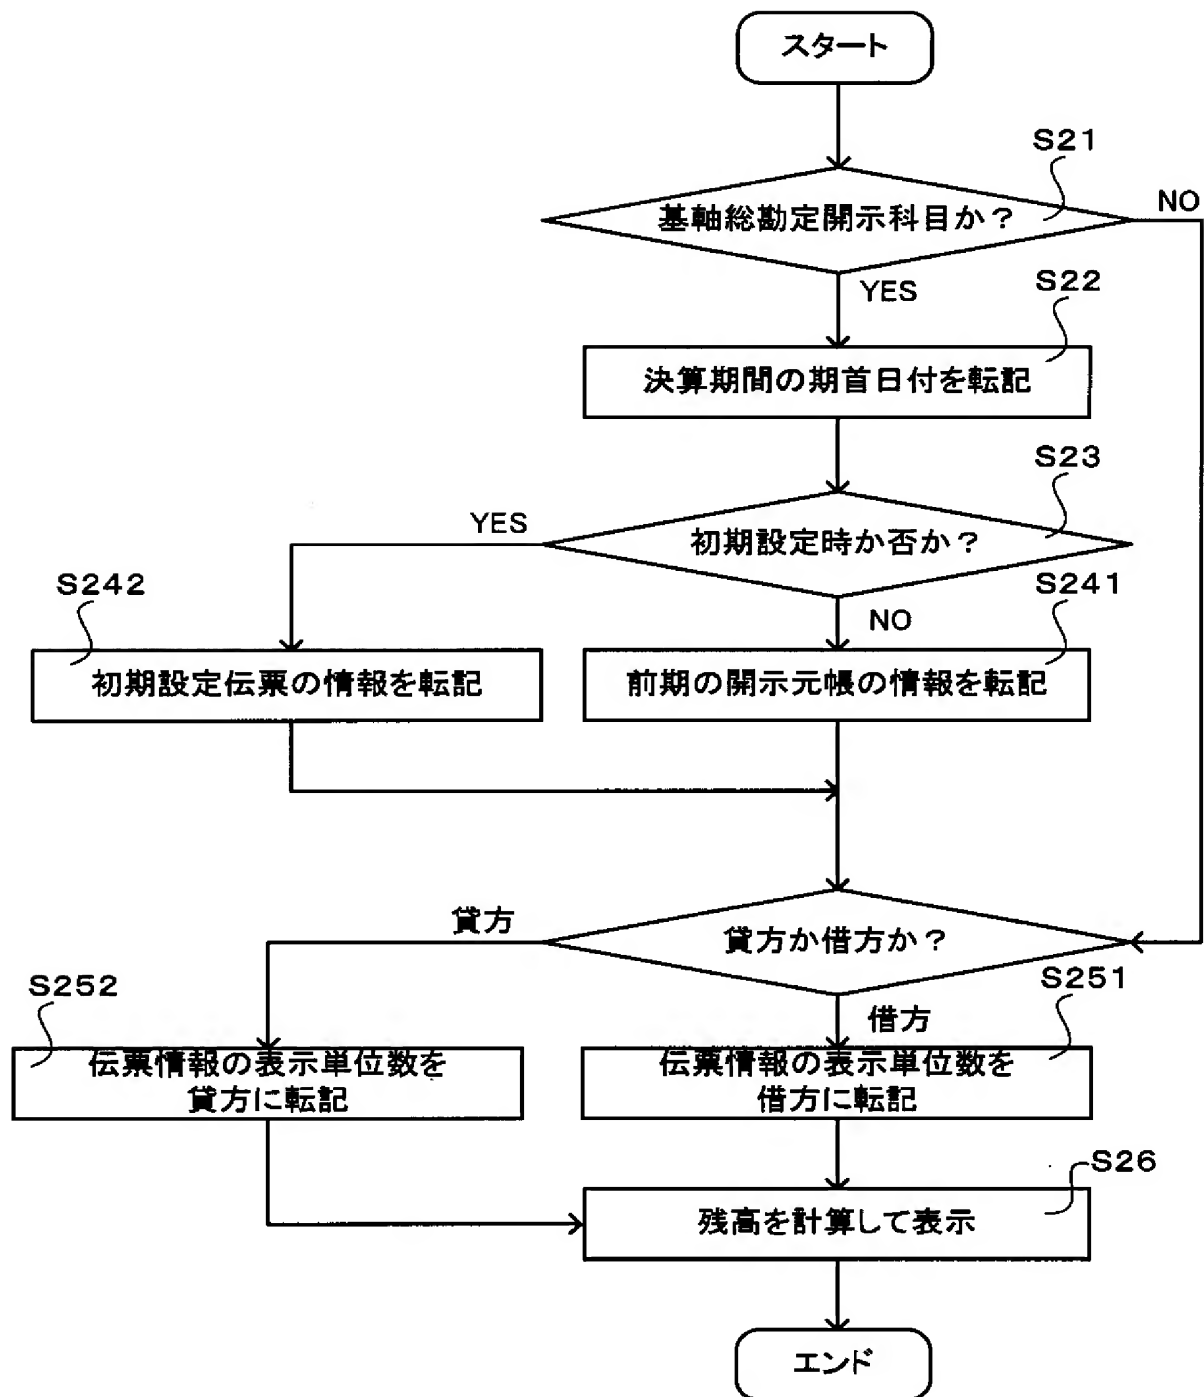 スタート
S21
基軸総勘定開示科目か？
NO
YES
S22
決算期間の期首日付を転記
S23
初期設定時か否か？
YES
NO
S242
初期設定伝票の情報を転記
S241
前期の開示元帳の情報を転記
貸方か借方か？
貸方
借方
S252
伝票情報の表示単位数を
貸方に転記
S251
伝票情報の表示単位数を
借方に転記
S26
残高を計算して表示
エンド